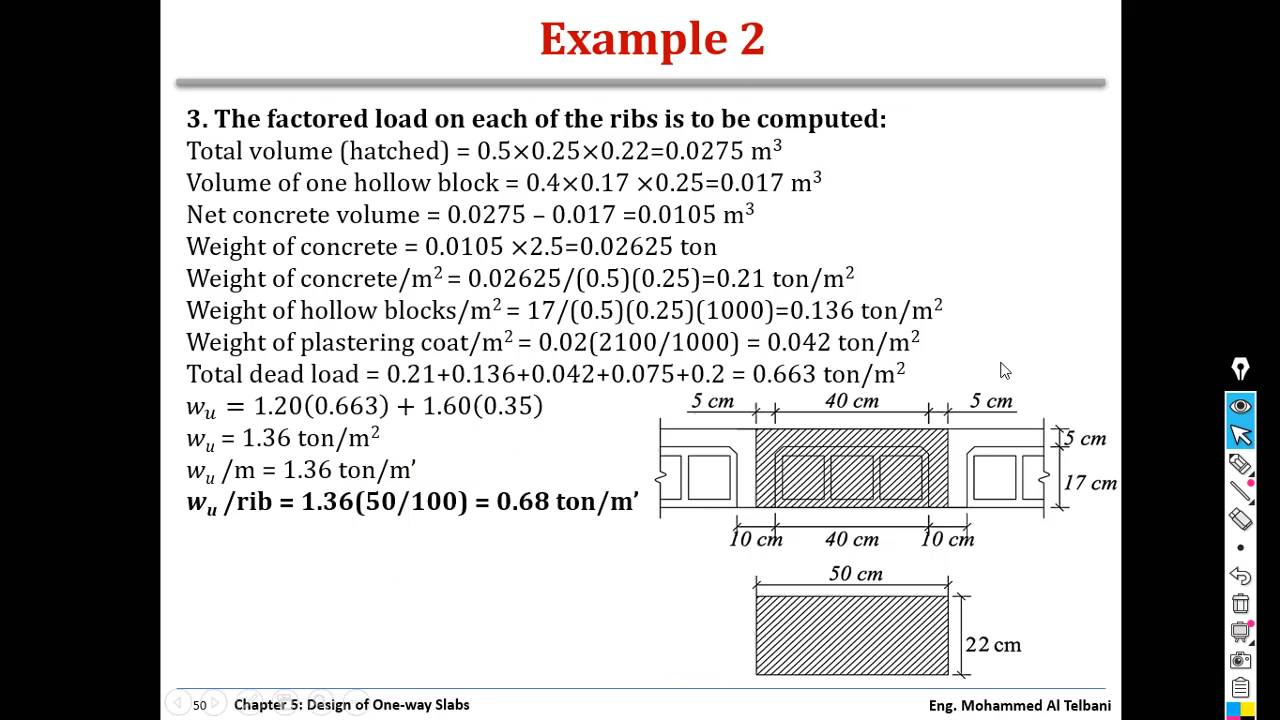 Example 2
3. The factored load on each of the ribs is to be computed:
Total volume (hatched) = 0.5×0.25×0.22=0.0275 m³
Volume of one hollow block = 0.4×0.17 ×0.25=0.017 m³
Net concrete volume = 0.0275 – 0.017 =0.0105 m³
Weight of concrete = 0.0105 ×2.5=0.02625 ton
Weight of concrete/m² = 0.02625/(0.5)(0.25)=0.21 ton/m²
Weight of hollow blocks/m² = 17/(0.5)(0.25)(1000)=0.136 ton/m²
Weight of plastering coat/m² = 0.02(2100/1000) = 0.042 ton/m²
Total dead load = 0.21+0.136+0.042+0.075+0.2 = 0.663 ton/m²
wᵤ = 1.20(0.663) + 1.60(0.35)
wᵤ = 1.36 ton/m²
wᵤ /m = 1.36 ton/m’
wᵤ /rib = 1.36(50/100) = 0.68 ton/m’
5 cm 40 cm 5 cm
5 cm
17 cm
10 cm 40 cm 10 cm
50 cm
22 cm
50 Chapter 5: Design of One-way Slabs Eng. Mohammed Al Telbani